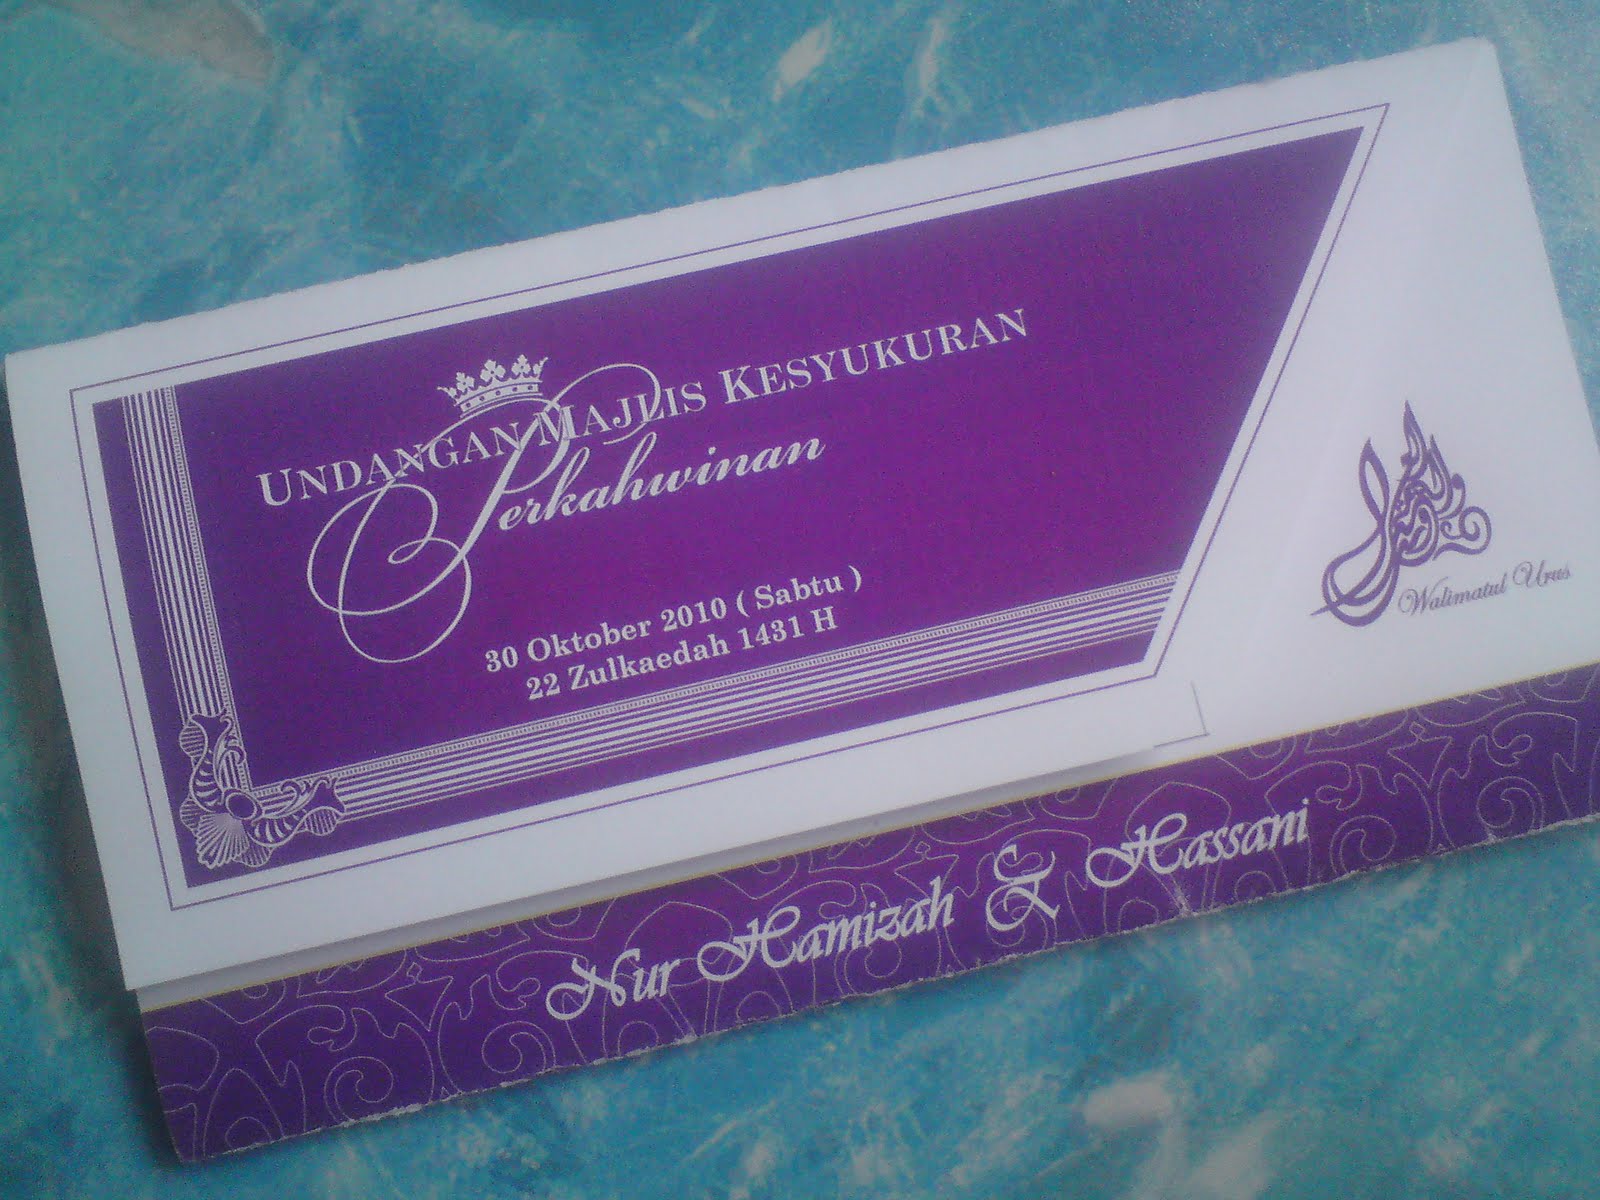 Undangan Majlis Kesyukuran
Perkahwinan
30 Oktober 2010 ( Sabtu )
22 Zulkaedah 1431 H
Walimatul Urus
Nur Hamizah & Hassani